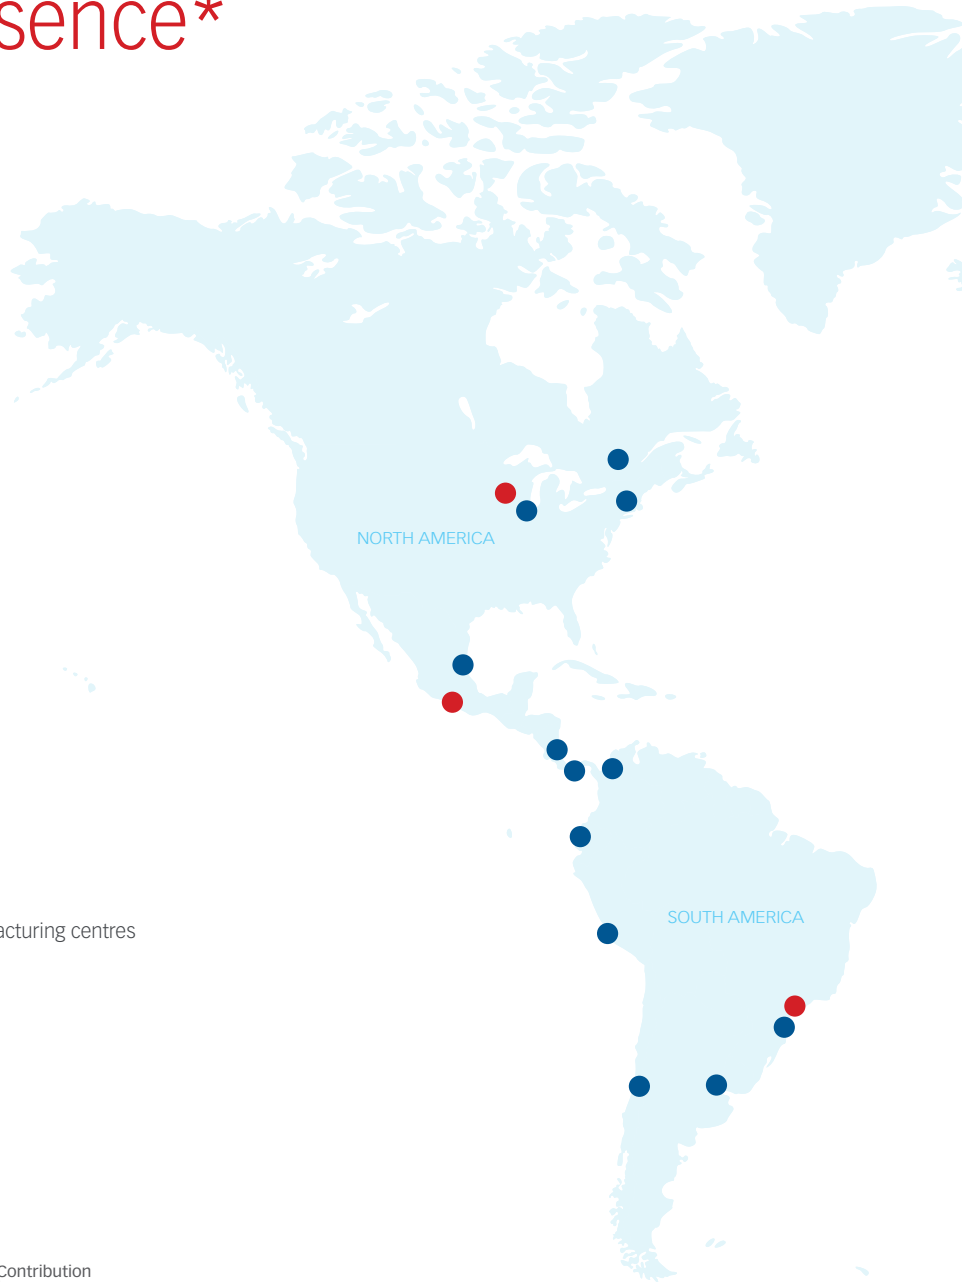 sence*
NORTH AMERICA
SOUTH AMERICA
acturing centres
Contribution